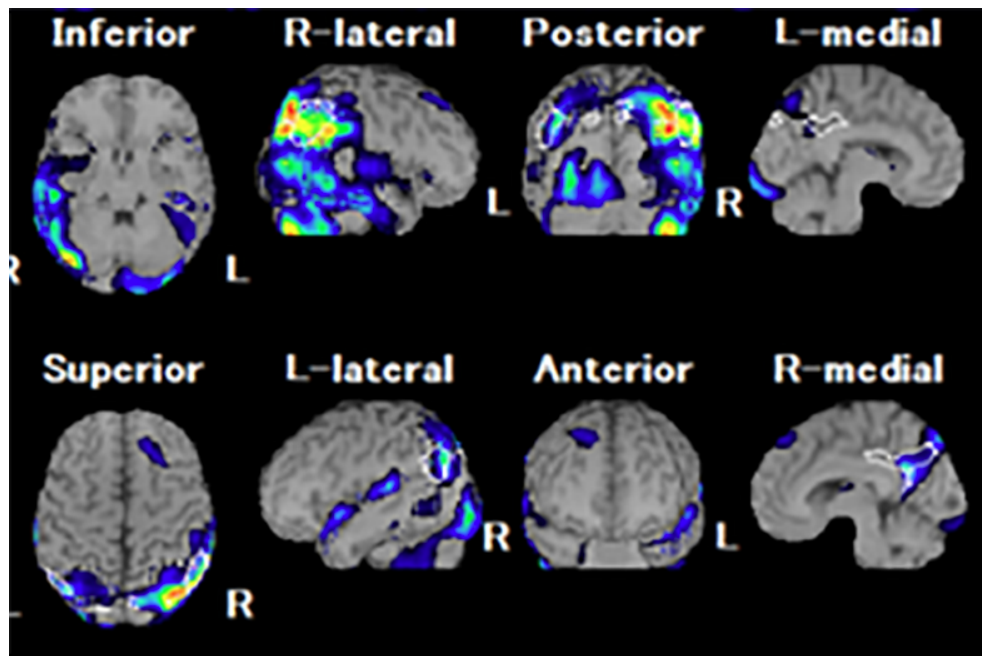 Inferior R-lateral Posterior L-medial
L R
R L
Superior L-lateral Anterior R-medial
R L
L R